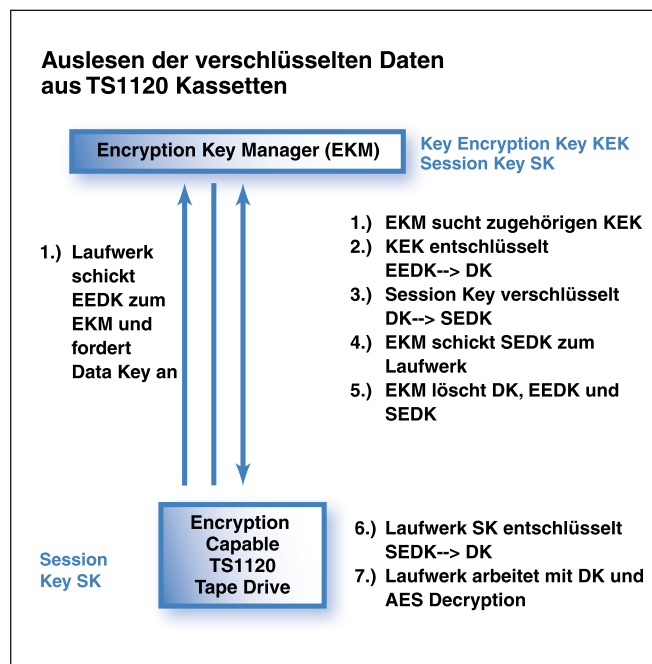 Auslesen der verschlüsselten Daten
aus TS1120 Kassetten
Encryption Key Manager (EKM)
Key Encryption Key KEK
Session Key SK
1.) Laufwerk
schickt
EEDK zum
EKM und
fordert
Data Key an
1.) EKM sucht zugehörigen KEK
2.) KEK entschlüsselt
EEDK--> DK
3.) Session Key verschlüsselt
DK--> SEDK
4.) EKM schickt SEDK zum
Laufwerk
5.) EKM löscht DK, EEDK und
SEDK
Encryption
Capable
TS1120
Tape Drive
Session
Key SK
6.) Laufwerk SK entschlüsselt
SEDK--> DK
7.) Laufwerk arbeitet mit DK und
AES Decryption